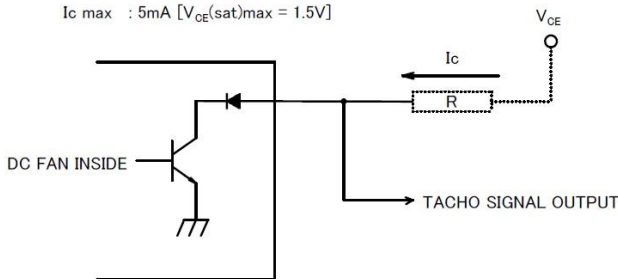 Ic max : 5mA [VCE(sat)max = 1.5V]
VCE
Ic
R
DC FAN INSIDE
TACHO SIGNAL OUTPUT